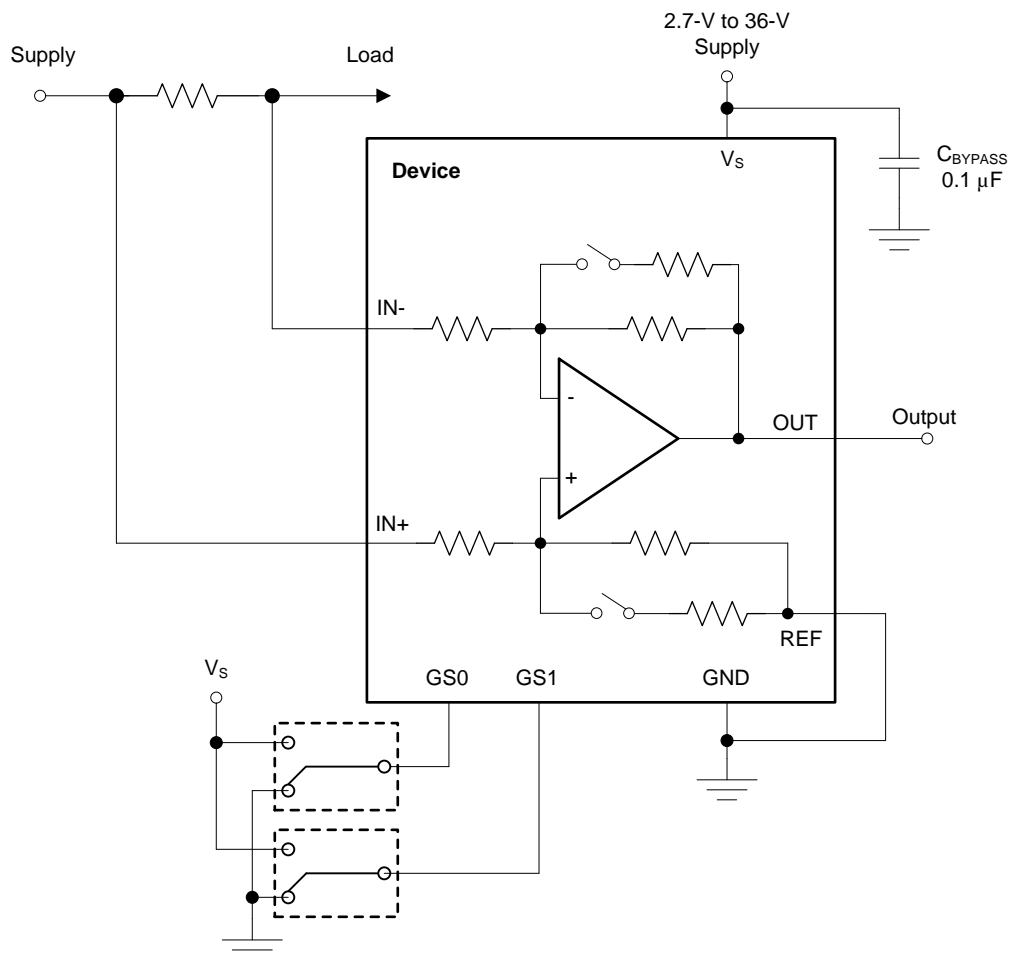 2.7-V to 36-V
Supply
Supply
Load
VS
CBYPASS
0.1 μF
Device
IN-
-
OUT
Output
+
IN+
REF
VS
GS0
GS1
GND